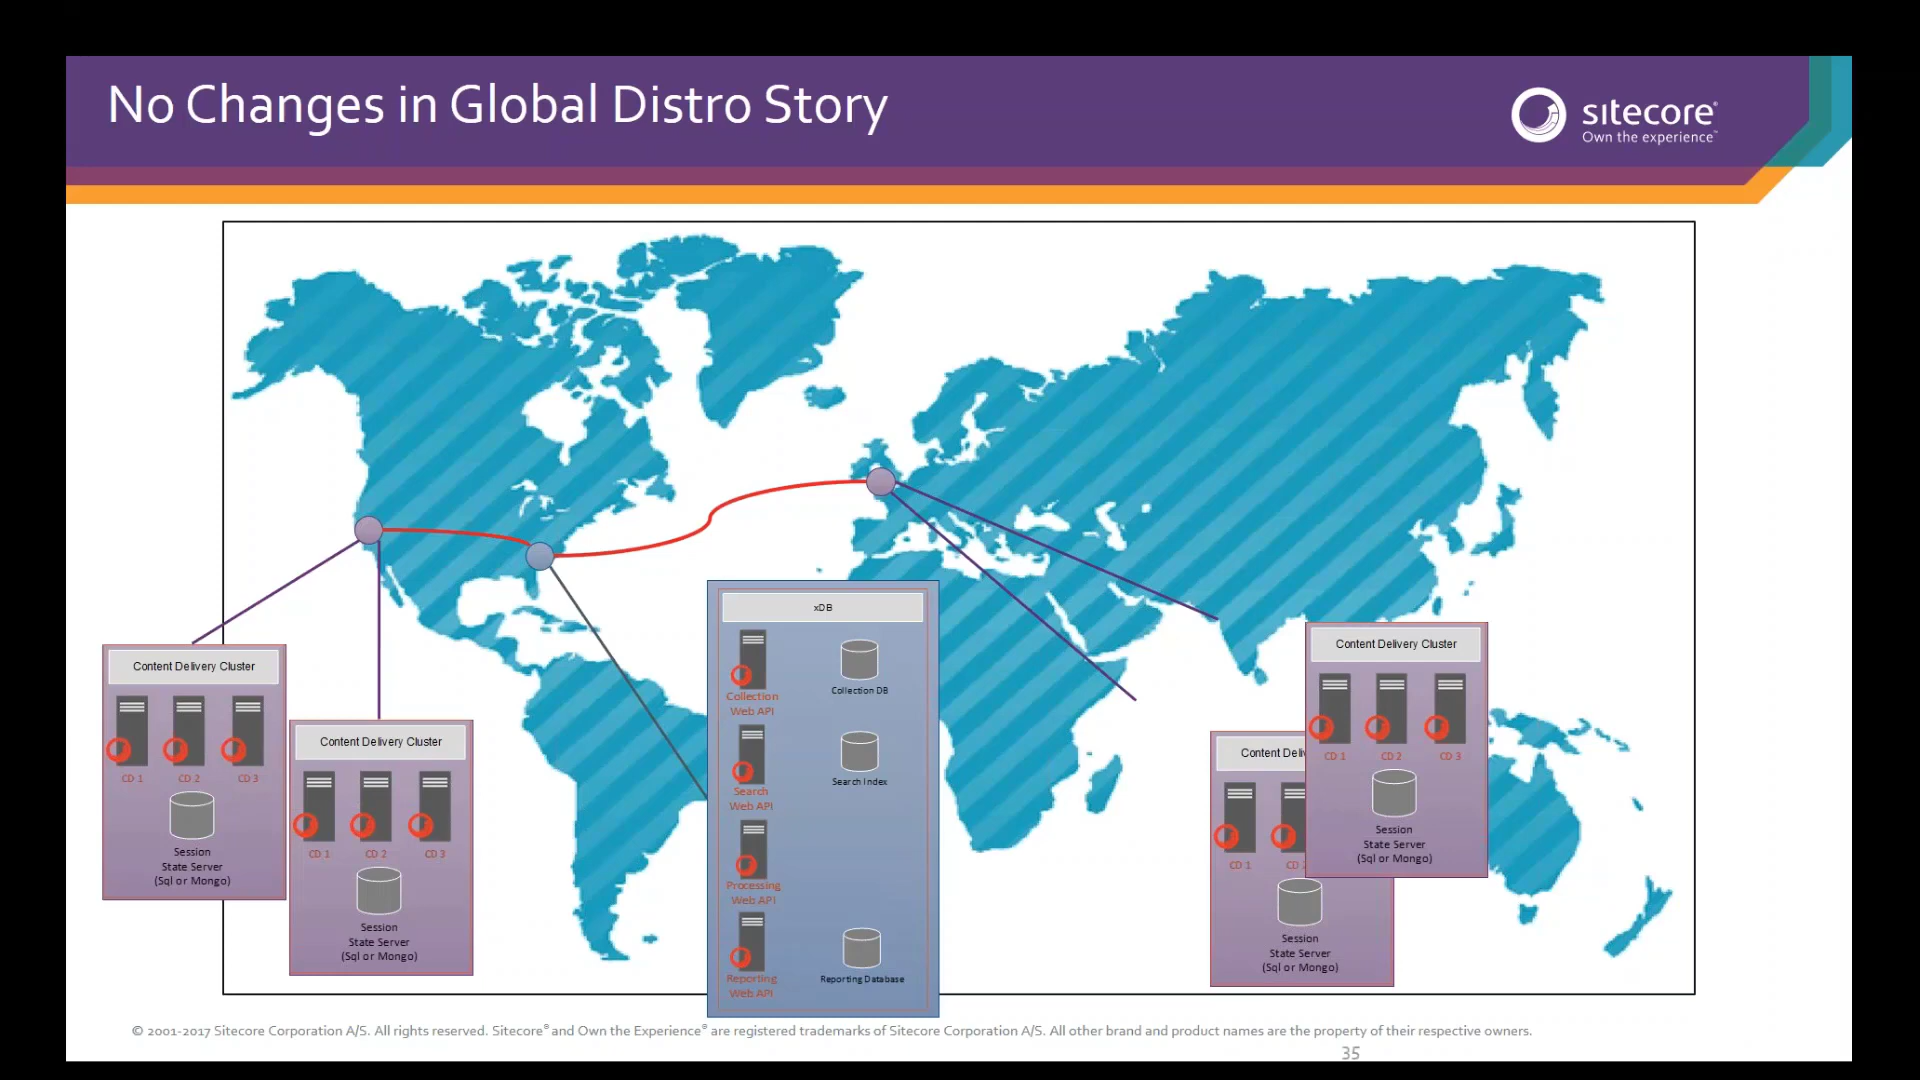 No Changes in Global Distro Story
sitecore®
Own the experience™
xDB
Collection
Web API
Collection DB
Search
Web API
Search Index
Processing
Web API
Reporting
Web API
Reporting Database
Content Delivery Cluster
CD 1 CD 2 CD 3
Session
State Server
(Sql or Mongo)
Content Delivery Cluster
CD 1 CD 2 CD 3
Session
State Server
(Sql or Mongo)
Content Delivery Cluster
CD 1 CD 2 CD 3
Session
State Server
(Sql or Mongo)
Content
CD 1
Session
State Server
(Sql or Mongo)
© 2001-2017 Sitecore Corporation A/S. All rights reserved. Sitecore® and Own the Experience® are registered trademarks of Sitecore Corporation A/S. All other brand and product names are the property of their respective owners.
35